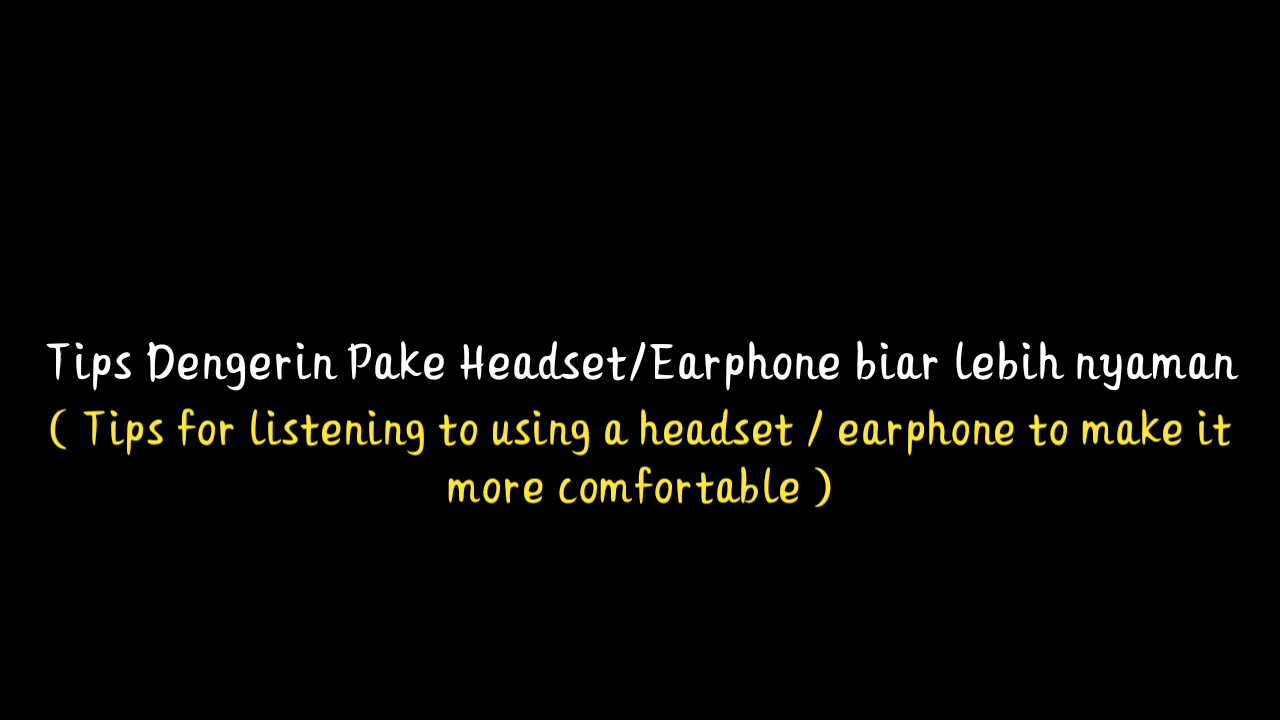 Tips Dengerin Pake Headset/Earphone biar lebih nyaman
( Tips for listening to using a headset / earphone to make it
more comfortable )